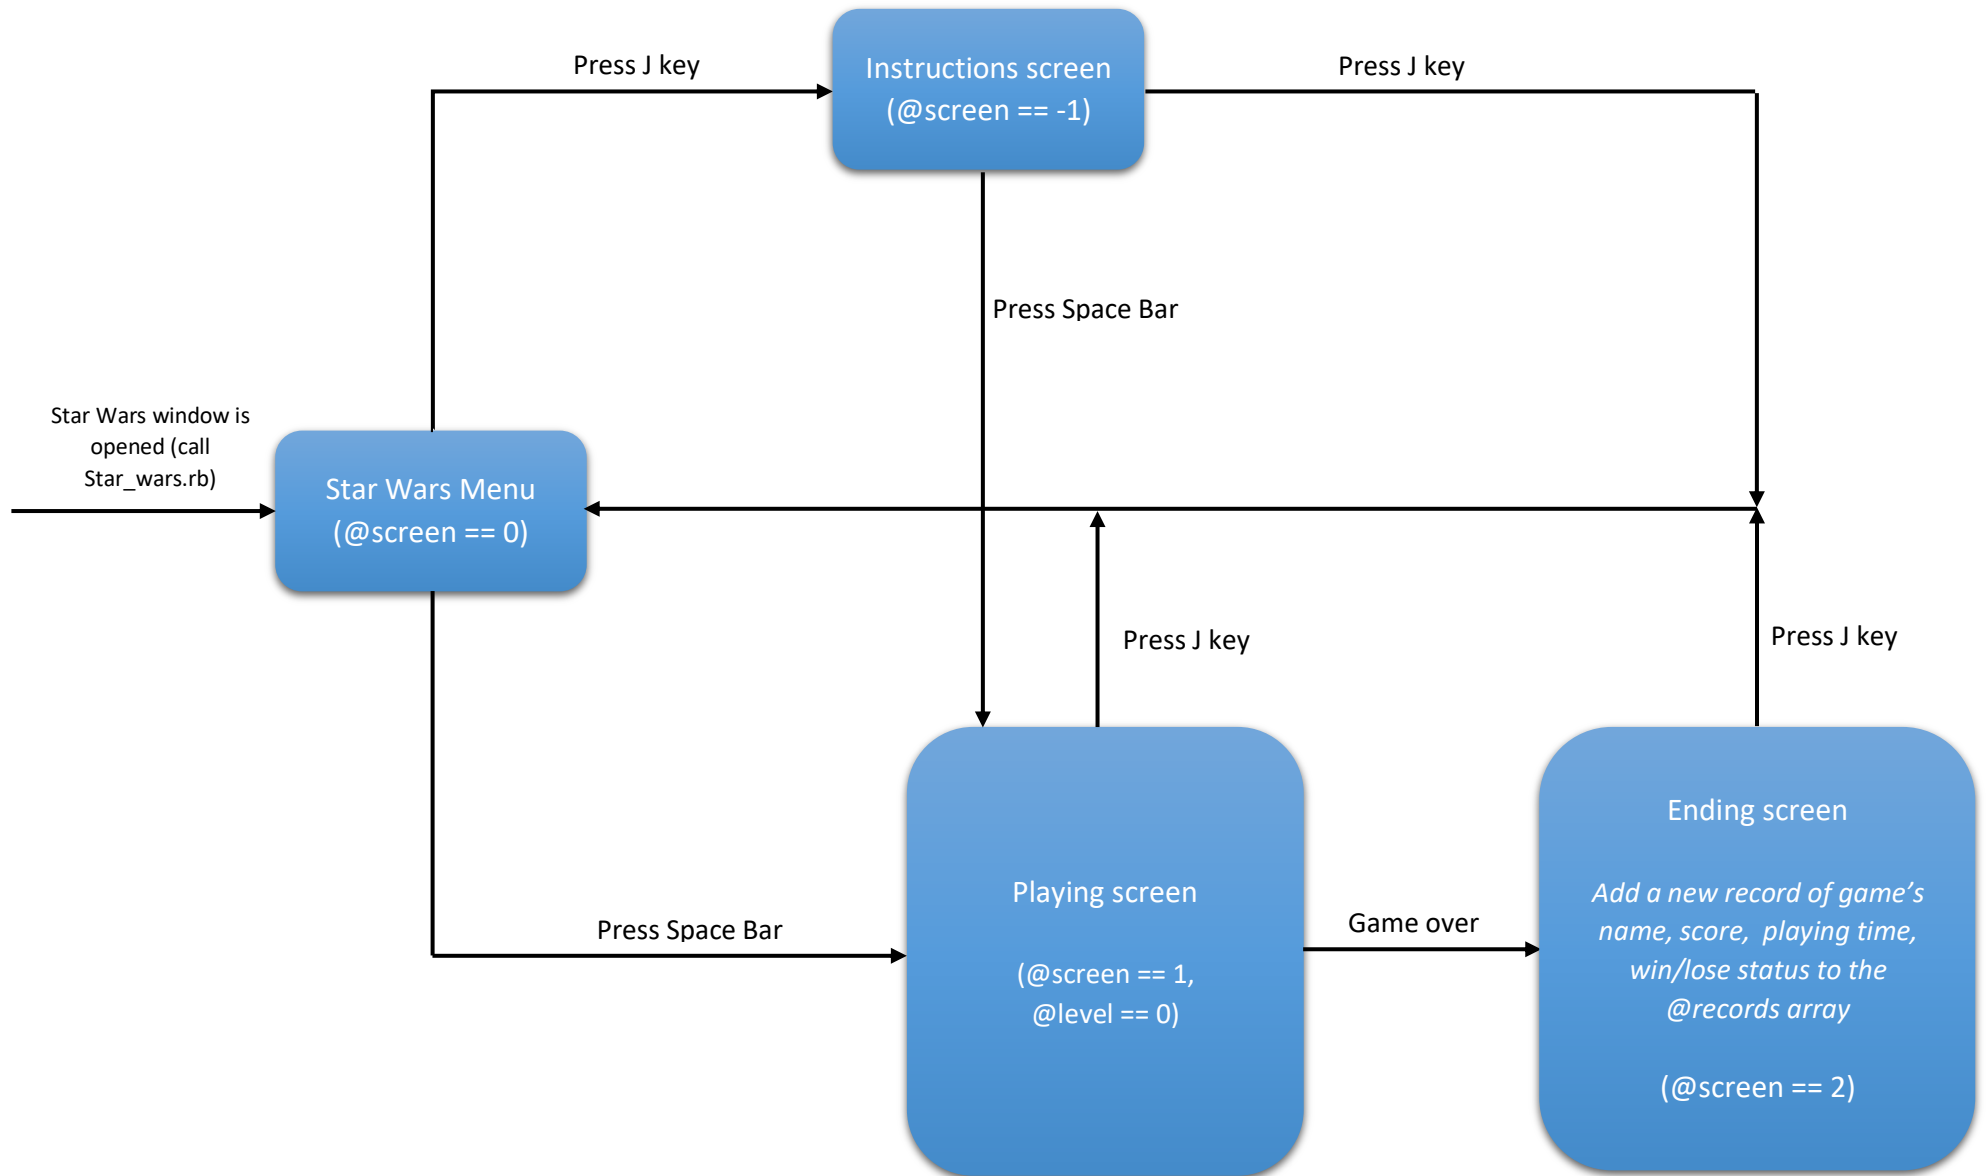 Press J key
Instructions screen
(@screen == -1)
Press J key
Press Space Bar
Star Wars window is
opened (call
Star_wars.rb)
Star Wars Menu
(@screen == 0)
Press J key
Press J key
Press Space Bar
Playing screen
(@screen == 1,
@level == 0)
Game over
Ending screen
Add a new record of game’s
name, score,  playing time,
win/lose status to the
@records array
(@screen == 2)